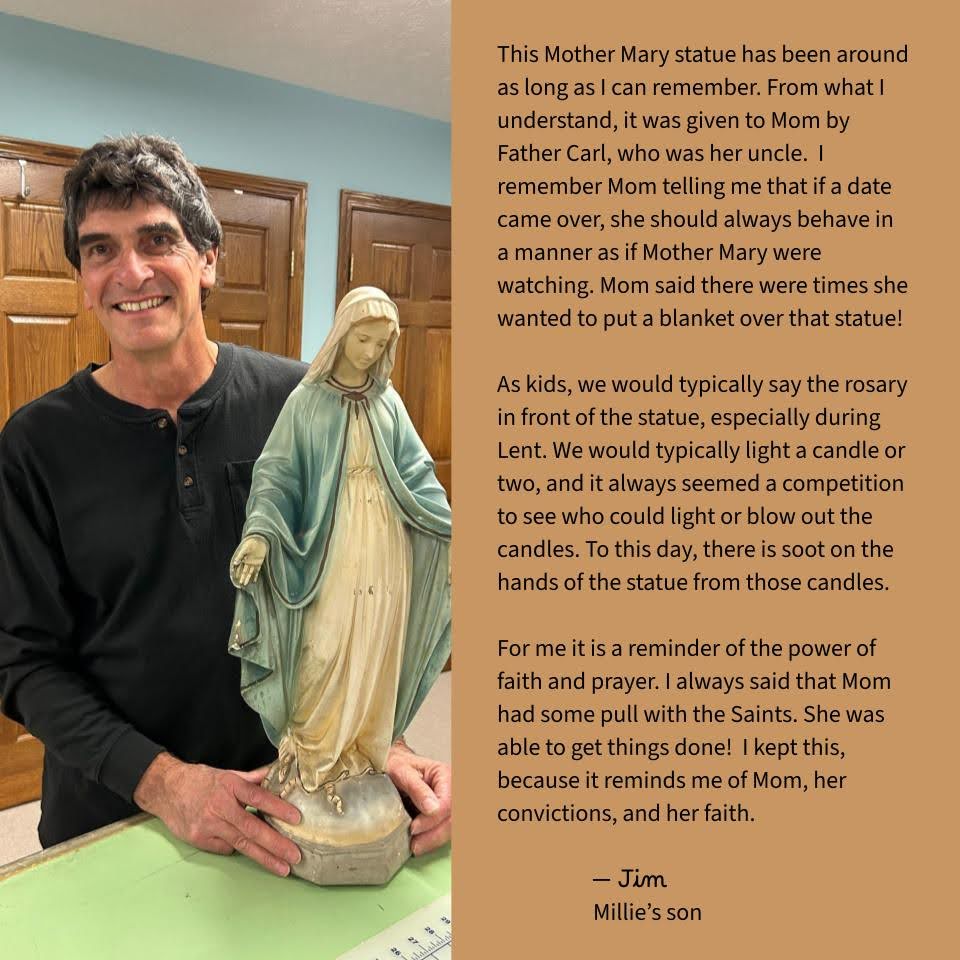 This Mother Mary statue has been around
as long as I can remember. From what I
understand, it was given to Mom by
Father Carl, who was her uncle.  I
remember Mom telling me that if a date
came over, she should always behave in
a manner as if Mother Mary were
watching. Mom said there were times she
wanted to put a blanket over that statue!

As kids, we would typically say the rosary
in front of the statue, especially during
Lent. We would typically light a candle or
two, and it always seemed a competition
to see who could light or blow out the
candles. To this day, there is soot on the
hands of the statue from those candles.

For me it is a reminder of the power of
faith and prayer. I always said that Mom
had some pull with the Saints. She was
able to get things done!  I kept this,
because it reminds me of Mom, her
convictions, and her faith.

— Jim
Millie's son
26 27 28 29